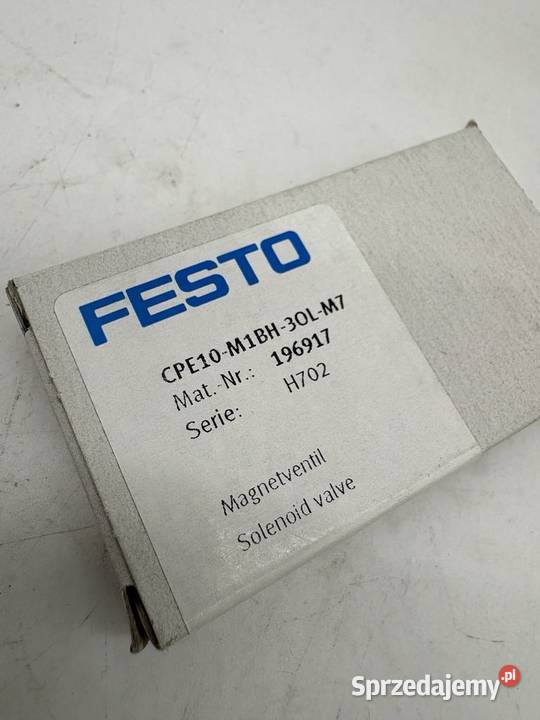 FESTO
CPE10-M1BH-3OL-M7
Mat.-Nr.: 196917
Serie: H702
Magnetventil
Solenoid valve
Sprzedajemy.pl